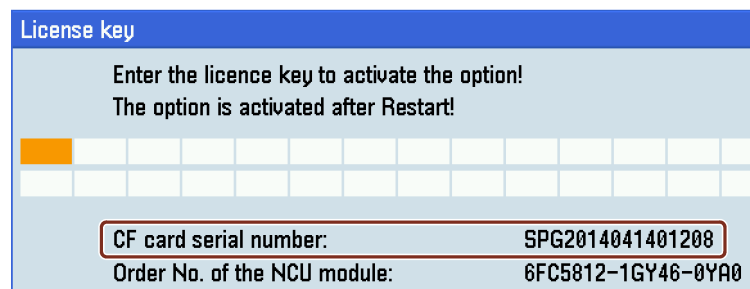 License key
Enter the licence key to activate the option!
The option is activated after Restart!
CF card serial number: SPG2014041401208
Order No. of the NCU module: 6FC5812-1GY46-0YA0